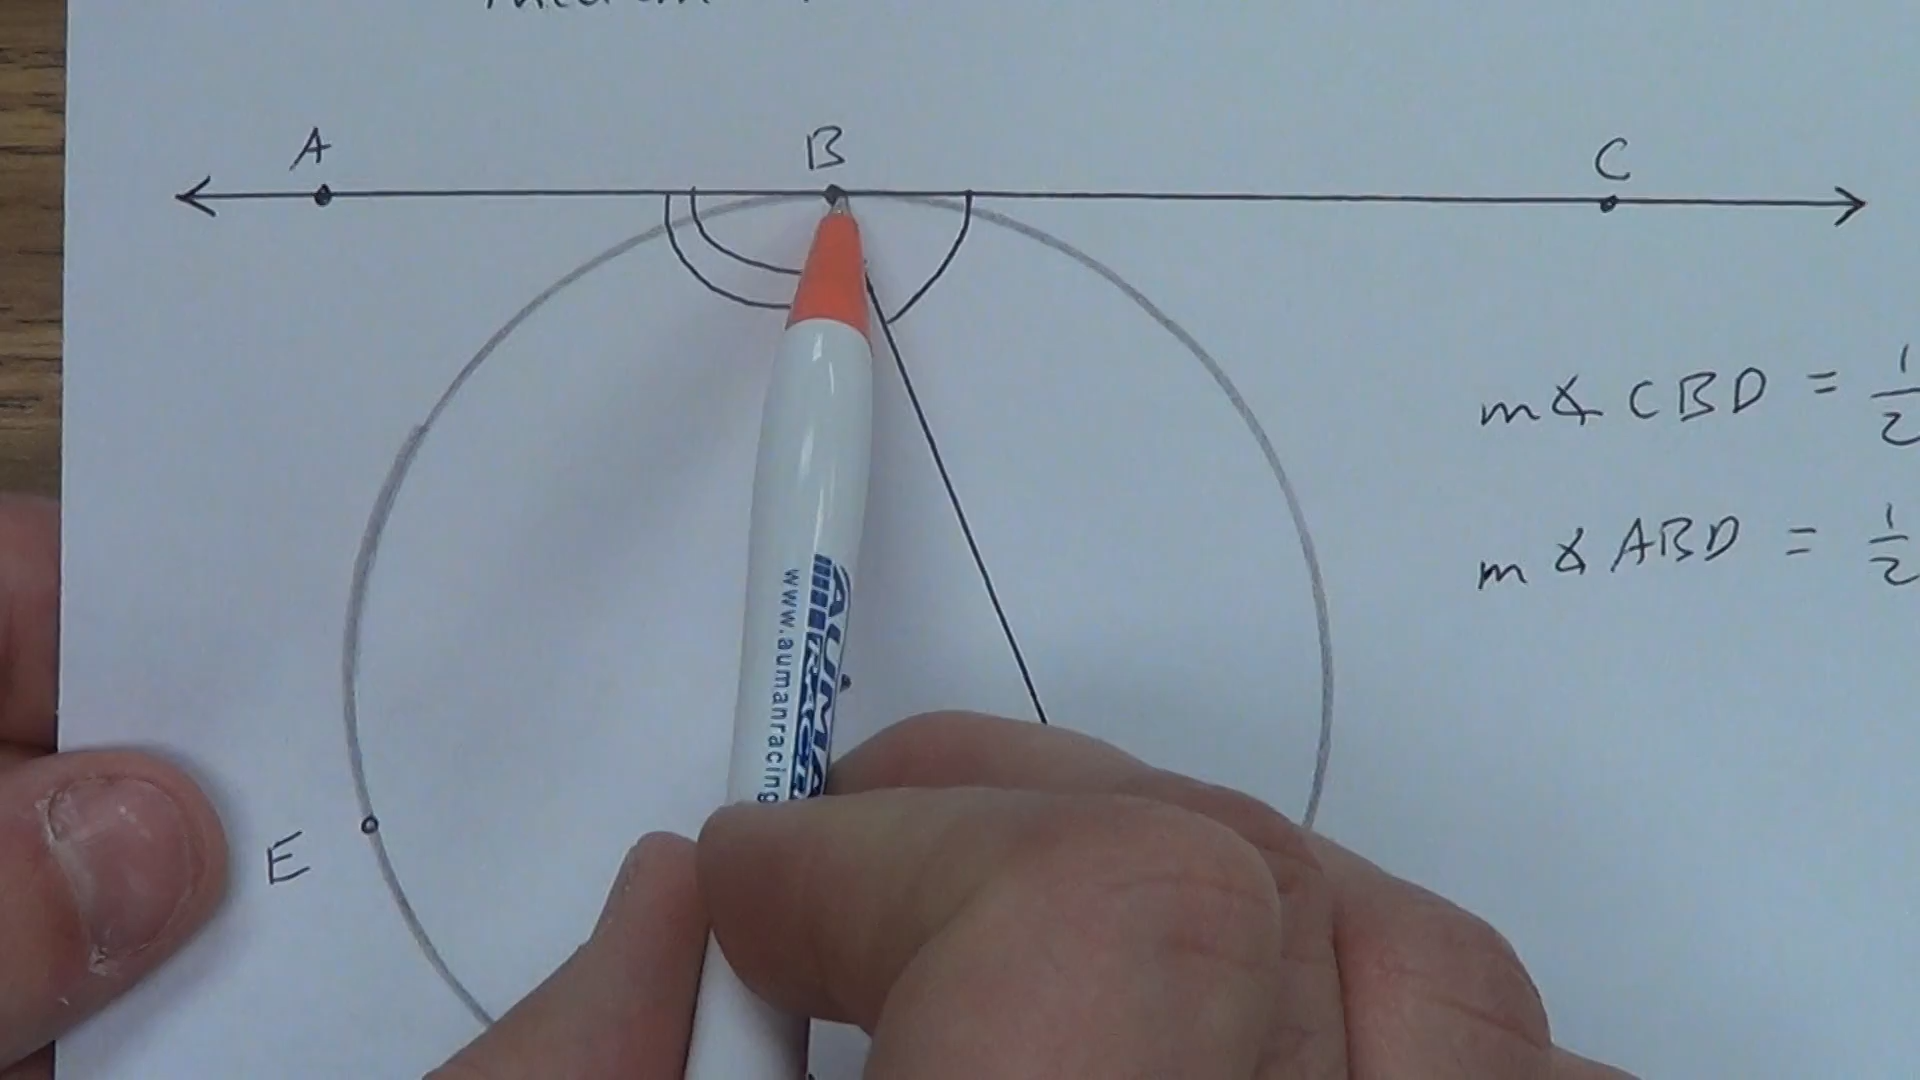 A B C
m∡ CBD = 1/2
m∡ ABD = 1/2
E
www.aumanracing